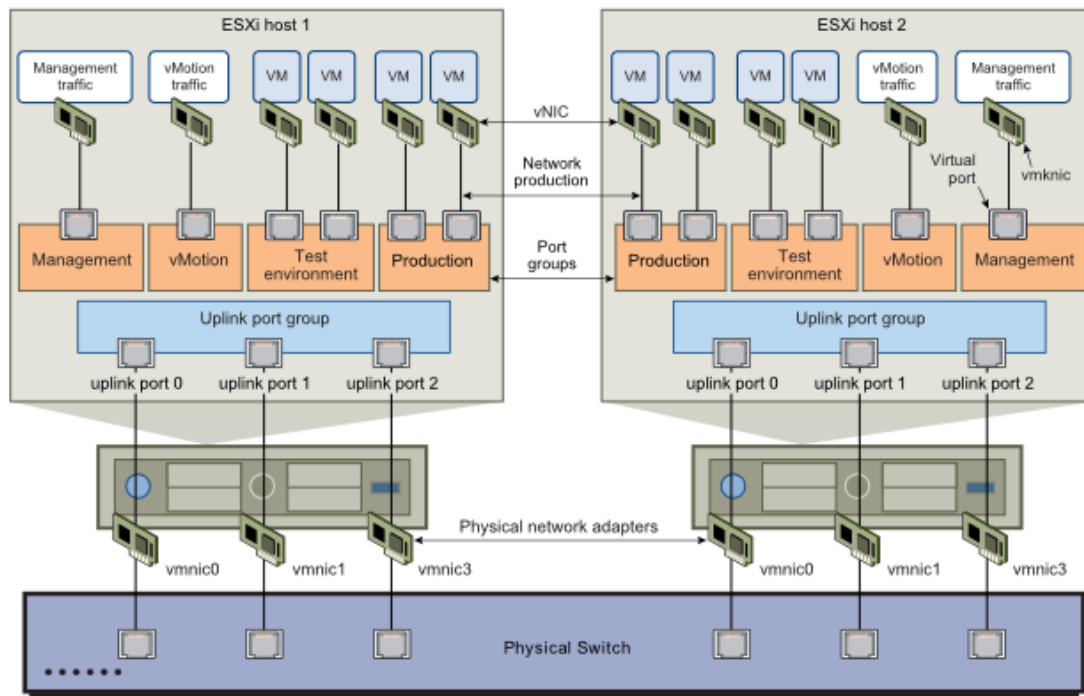 ESXi host 1
ESXi host 2
Management
traffic
vMotion
traffic
VM
VM
VM
VM
VM
VM
VM
VM
vMotion
traffic
Management
traffic
vNIC
Network
production
Virtual
port
vmknic
Management
vMotion
Test
environment
Production
Port
groups
Production
Test
environment
vMotion
Management
Uplink port group
Uplink port group
uplink port 0
uplink port 1
uplink port 2
uplink port 0
uplink port 1
uplink port 2
Physical network adapters
vmnic0
vmnic1
vmnic3
vmnic0
vmnic1
vmnic3
Physical Switch